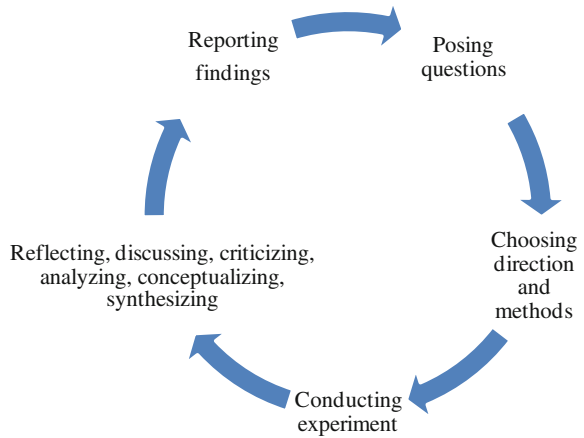 Reporting
findings
Posing
questions
Choosing
direction
and
methods
Conducting
experiment
Reflecting, discussing, criticizing,
analyzing, conceptualizing,
synthesizing